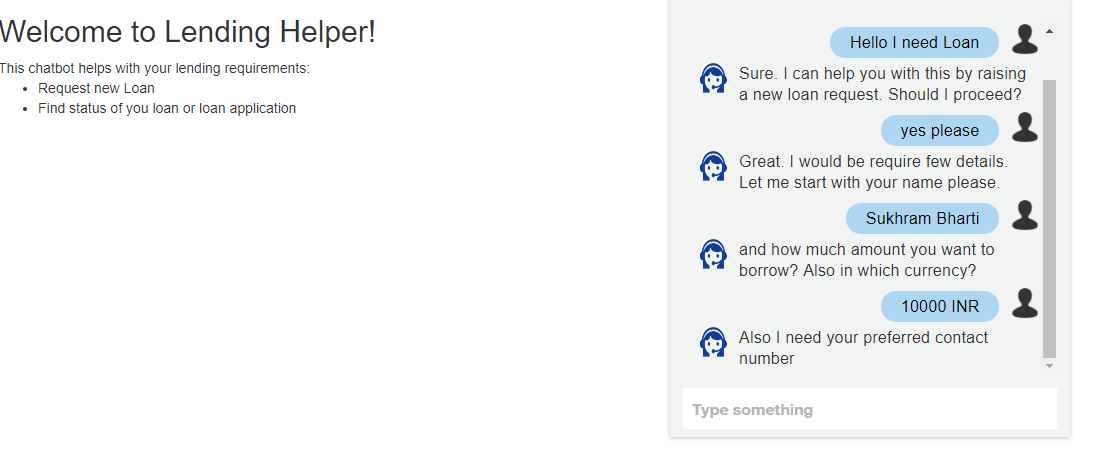 Welcome to Lending Helper!
This chatbot helps with your lending requirements:
Request new Loan
Find status of you loan or loan application
Hello I need Loan
Sure. I can help you with this by raising
a new loan request. Should I proceed?
yes please
Great. I would be require few details.
Let me start with your name please.
Sukhram Bharti
and how much amount you want to
borrow? Also in which currency?
10000 INR
Also I need your preferred contact
number
Type something